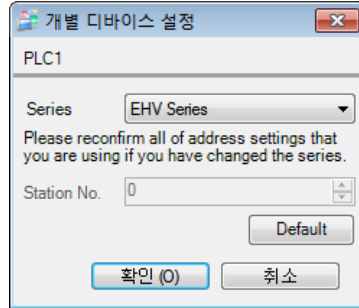 개별 디바이스 설정
PLC1
Series EHV Series
Please reconfirm all of address settings that
you are using if you have changed the series.
Station No. 0
Default
확인 (O) 취소